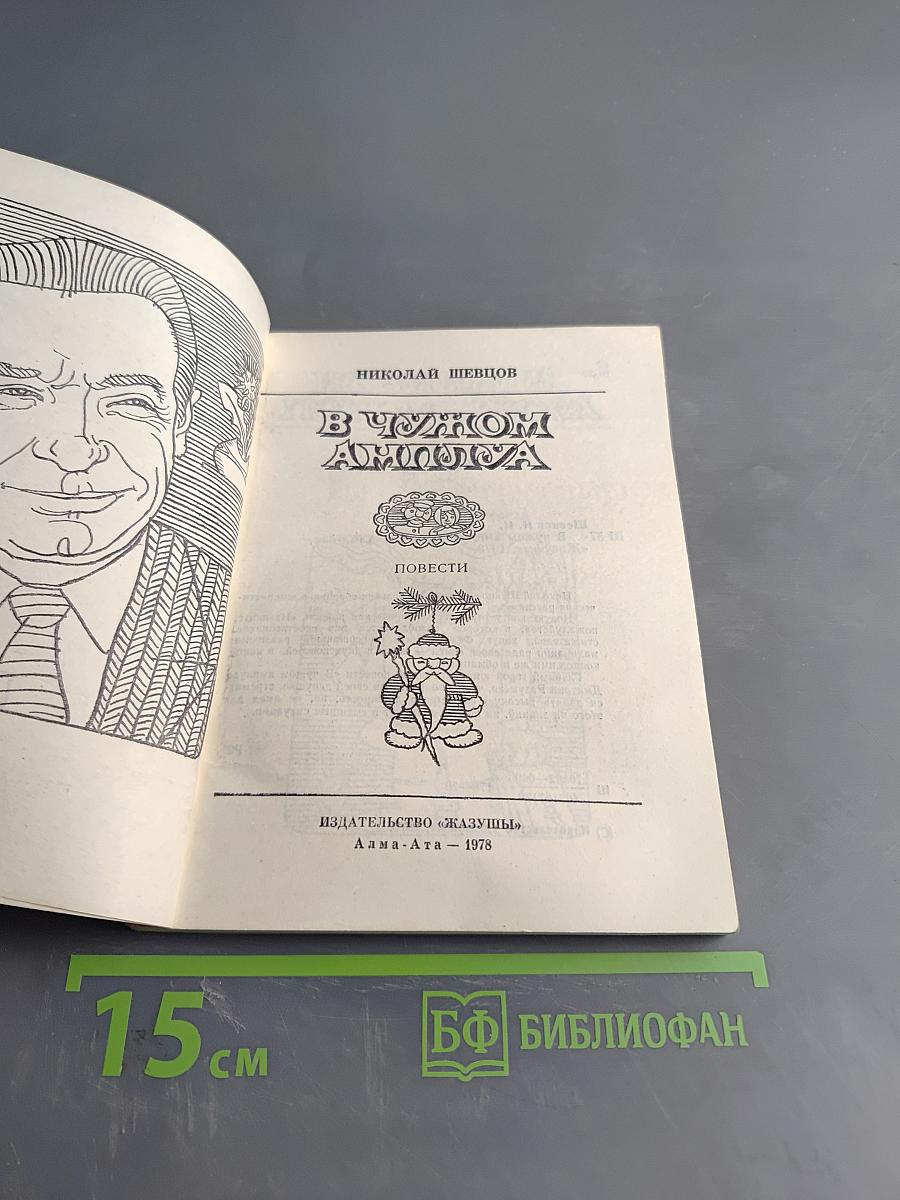 НИКОЛАЙ ШЕВЦОВ
В ЧУЖОМ
АМПЛУА
ПОВЕСТИ
ИЗДАТЕЛЬСТВО «ЖАЗУШЫ»
Алма-Ата — 1978
15 см
БФ БИБЛИОФАН